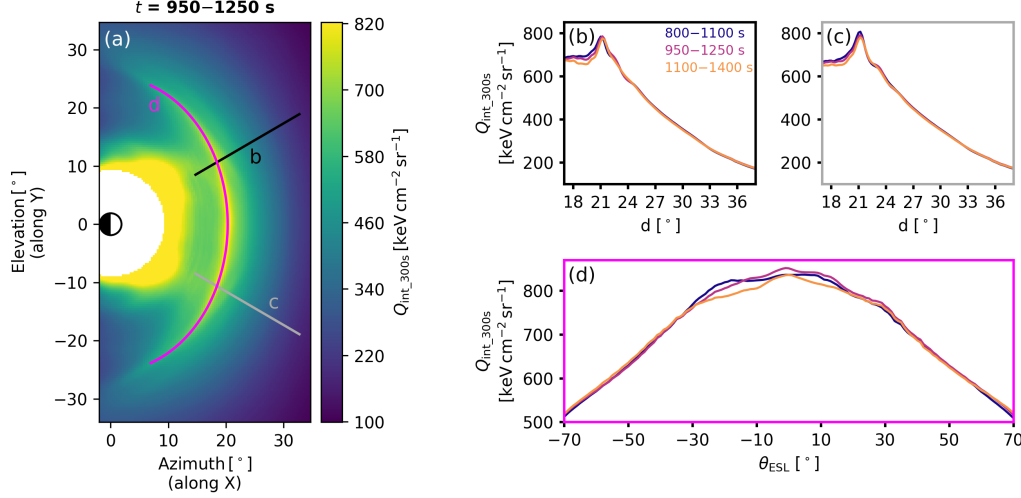 t = 950−1250 s
(a)
d
b
c
30
20
10
0
−10
−20
−30
Elevation [°]
(along Y)
0
10
20
30
Azimuth [°]
(along X)
820
700
580
460
340
220
100
Q_int_300s [keV cm⁻² sr⁻¹]
(b)
800−1100 s
950−1250 s
1100−1400 s
800
600
400
200
Q_int_300s
[keV cm⁻² sr⁻¹]
18 21 24 27 30 33 36
d [°]
(c)
18 21 24 27 30 33 36
d [°]
(d)
800
700
600
500
Q_int_300s
[keV cm⁻² sr⁻¹]
−70 −50 −30 −10 10 30 50 70
θ_ESL [°]